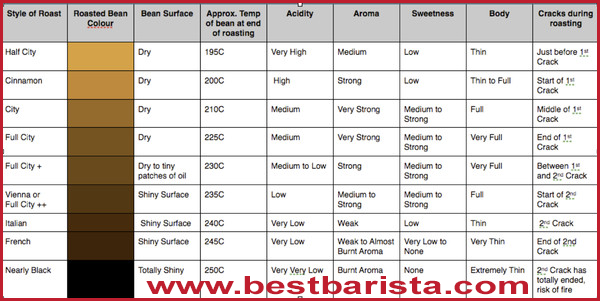 Style of Roast | Roasted Bean Colour | Bean Surface | Approx. Temp of bean at end of roasting | Acidity | Aroma | Sweetness | Body | Cracks during roasting
Half City | Dry | 195C | Very High | Medium | Low | Thin | Just before 1st Crack
Cinnamon | Dry | 200C | High | Strong | Low | Thin to Full | Start of 1st Crack
City | Dry | 210C | Medium | Very Strong | Medium to Strong | Full | Middle of 1st Crack
Full City | Dry | 225C | Medium | Very Strong | Medium to Strong | Very Full | End of 1st Crack
Full City + | Dry to tiny patches of oil | 230C | Medium to Low | Strong | Medium to Strong | Very Full | Between 1st and 2nd Crack
Vienna or Full City ++ | Shiny Surface | 235C | Low | Medium to Strong | Medium to Strong | Full | Start of 2nd Crack
Italian | Shiny Surface | 240C | Very Low | Weak | Low | Thin | 2nd Crack
French | Shiny Surface | 245C | Very Low | Weak to Almost Burnt Aroma | Very Low to None | Very Thin | End of 2nd Crack
Nearly Black | Totally Shiny | 250C | Very Very Low | Burnt Aroma | None | Extremely Thin | 2nd Crack has totally ended, risk of fire
www.bestbarista.com